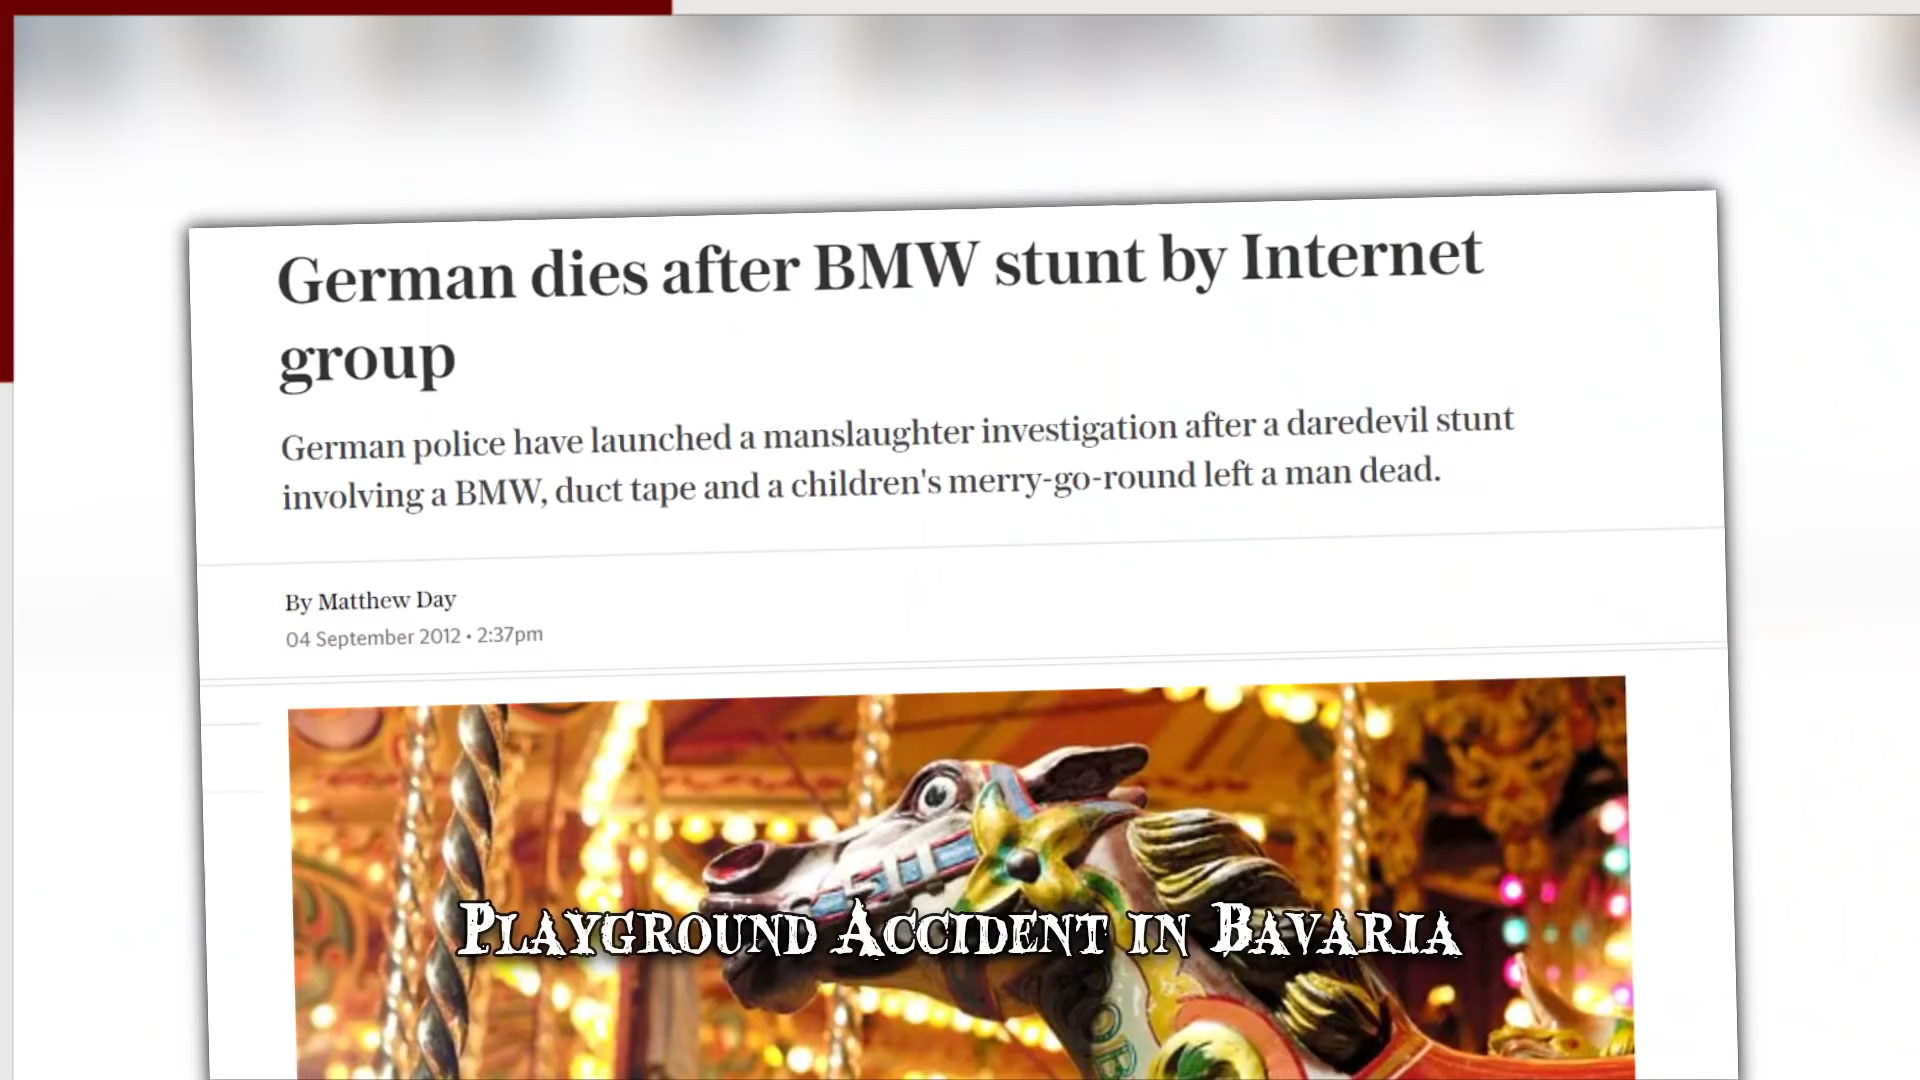 German dies after BMW stunt by Internet
group
German police have launched a manslaughter investigation after a daredevil stunt
involving a BMW, duct tape and a children's merry-go-round left a man dead.
By Matthew Day
04 September 2012 • 2:37pm
PLAYGROUND ACCIDENT IN BAVARIA